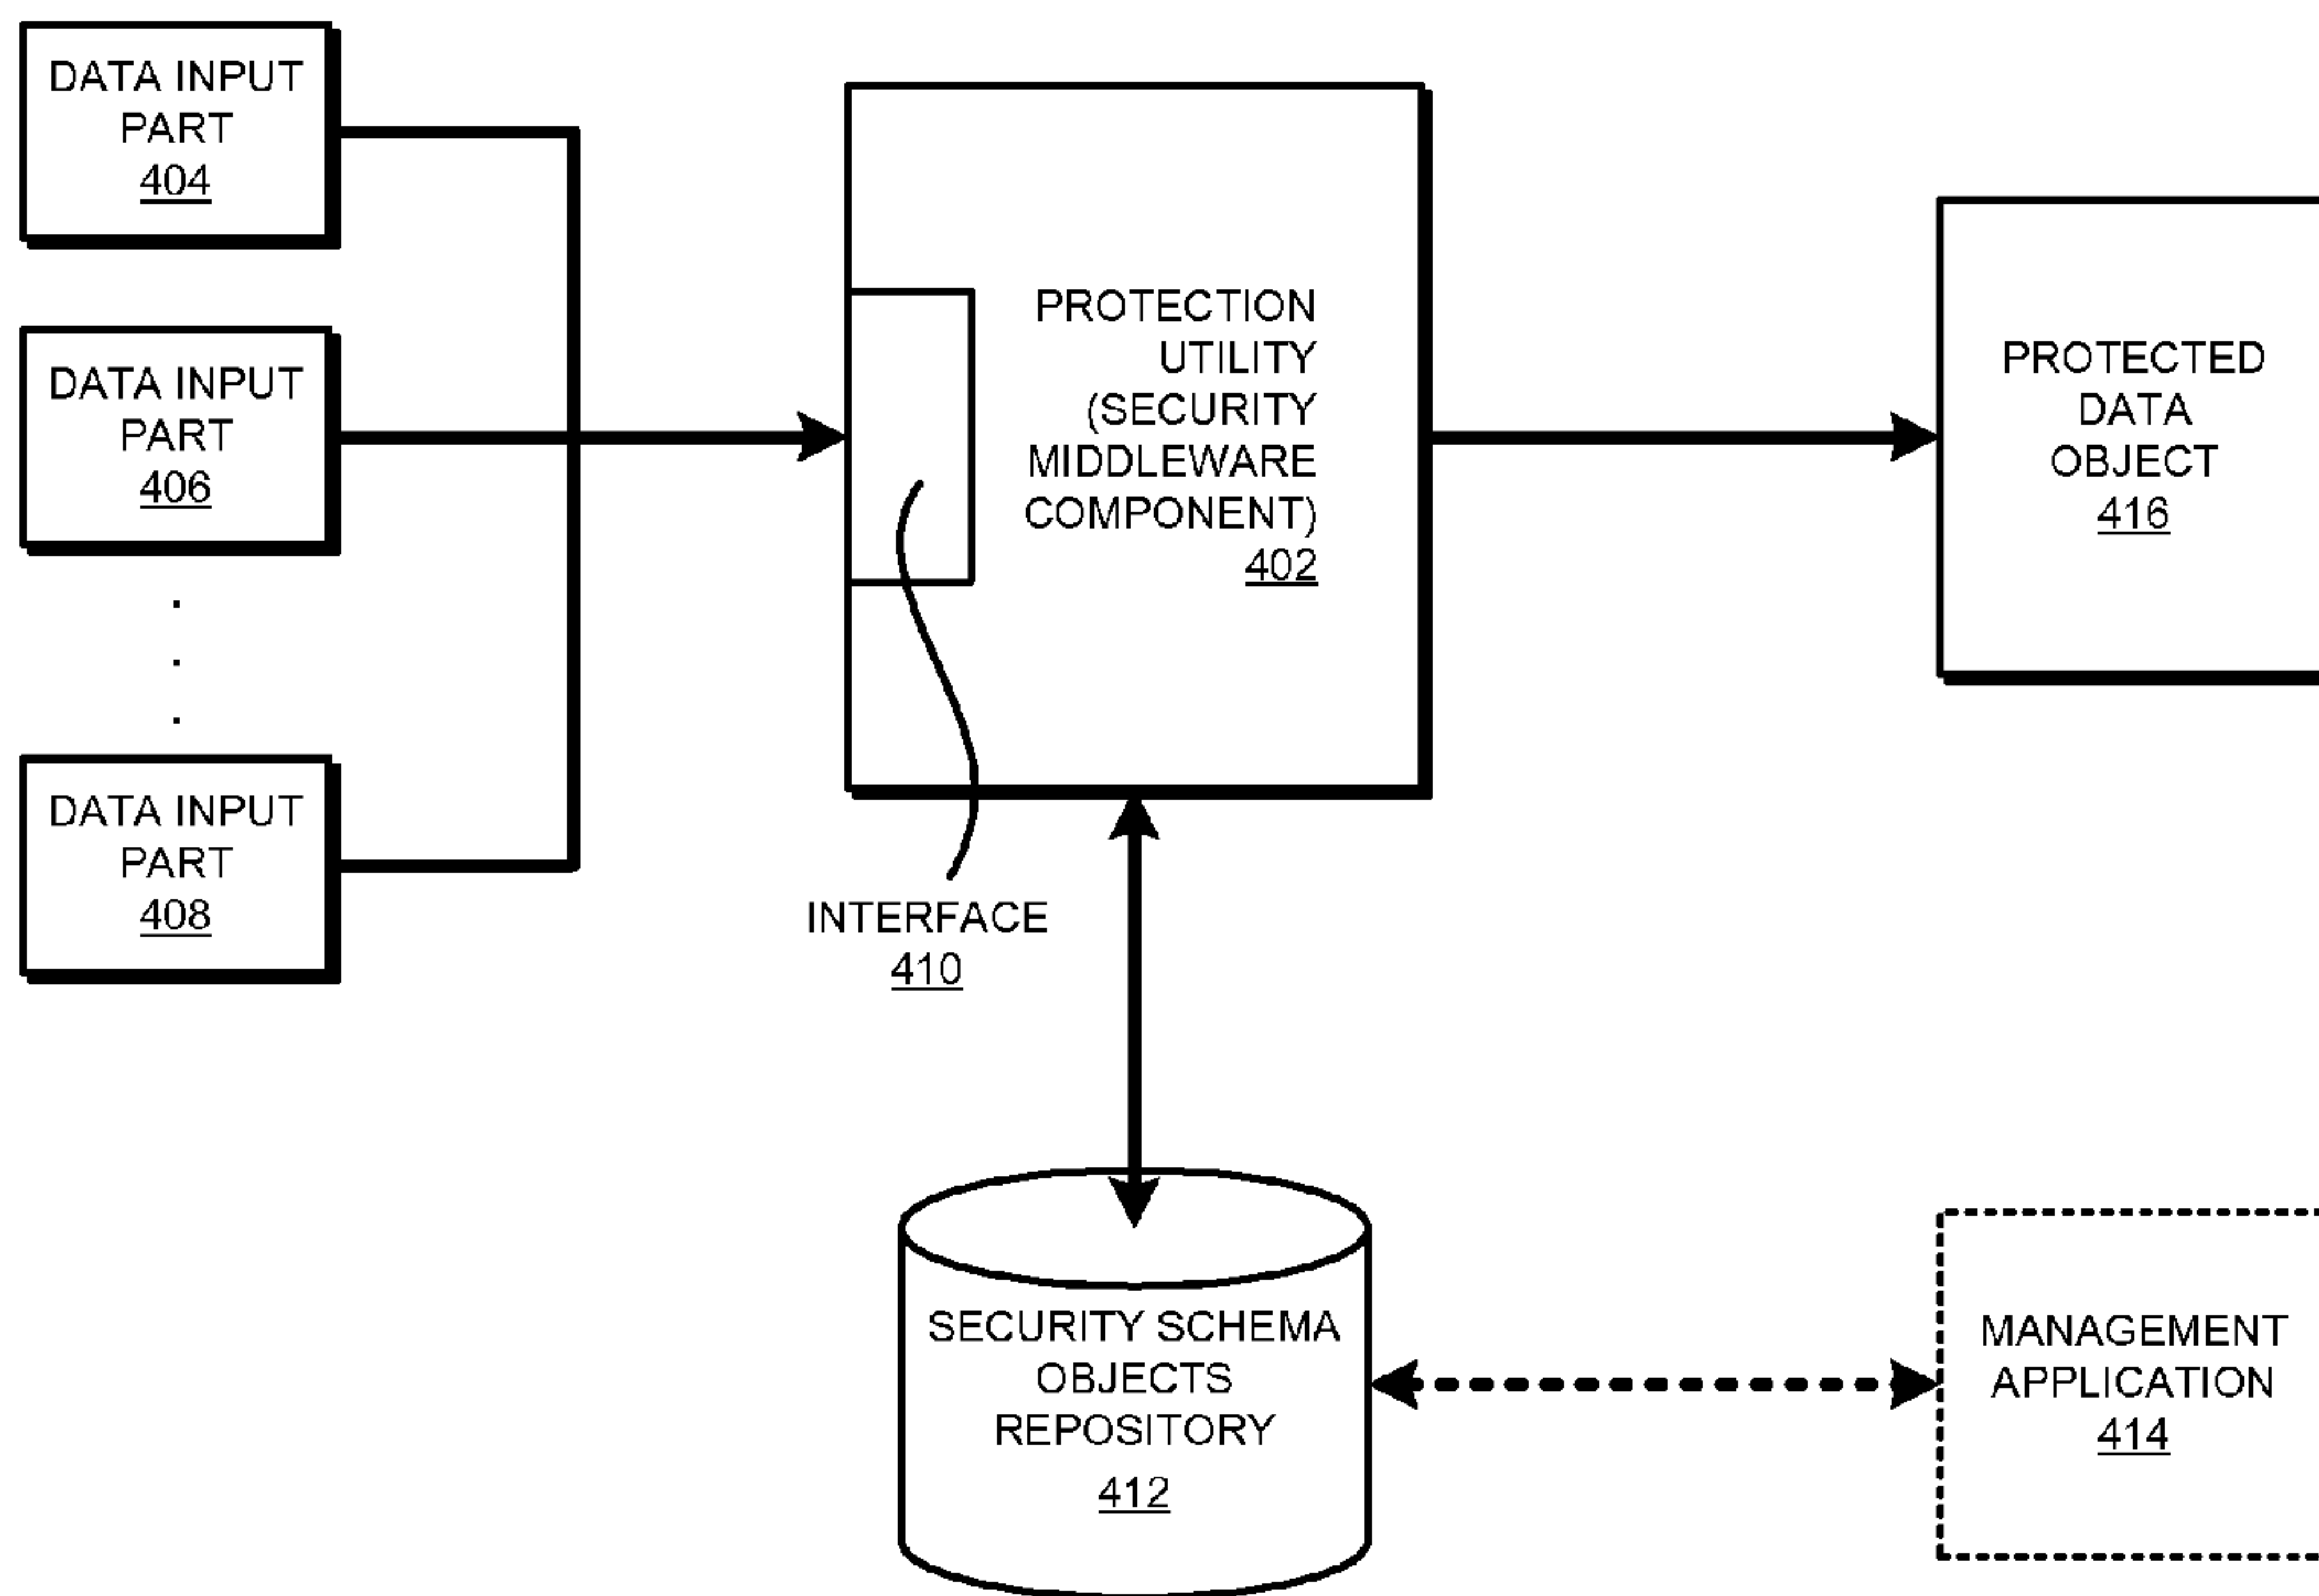 DATA INPUT
PART
404
DATA INPUT
PART
406
.
.
.
DATA INPUT
PART
408
PROTECTION
UTILITY
(SECURITY
MIDDLEWARE
COMPONENT)
402
INTERFACE
410
PROTECTED
DATA
OBJECT
416
SECURITY SCHEMA
OBJECTS
REPOSITORY
412
MANAGEMENT
APPLICATION
414